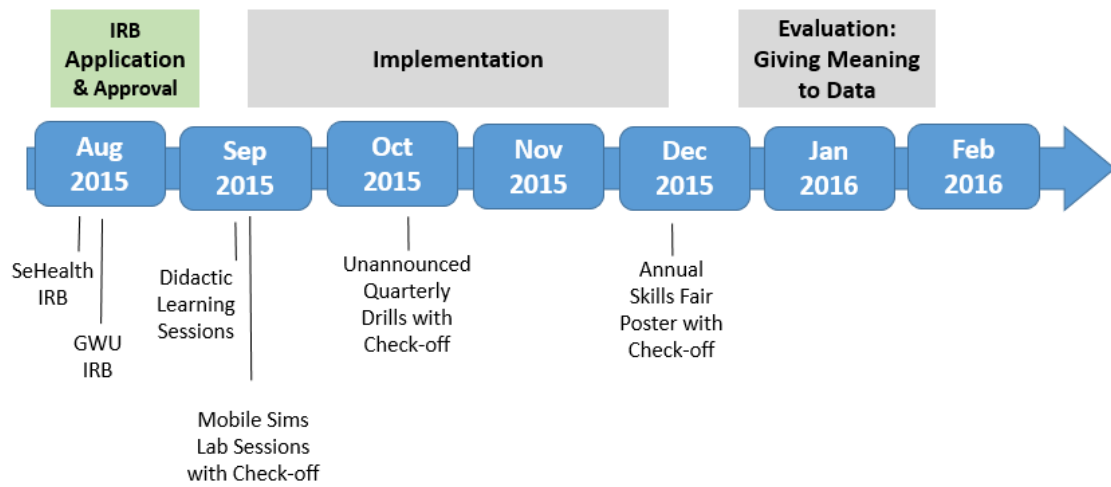 IRB
Application
& Approval
Implementation
Evaluation:
Giving Meaning
to Data
Aug
2015
Sep
2015
Oct
2015
Nov
2015
Dec
2015
Jan
2016
Feb
2016
SeHealth
IRB
GWU
IRB
Didactic
Learning
Sessions
Mobile Sims
Lab Sessions
with Check-off
Unannounced
Quarterly
Drills with
Check-off
Annual
Skills Fair
Poster with
Check-off